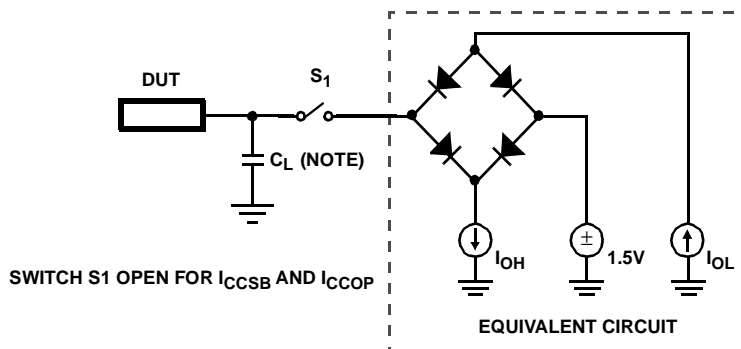 DUT
S1
CL (NOTE)
IOH
±
1.5V
IOL
SWITCH S1 OPEN FOR ICCSB AND ICCOP
EQUIVALENT CIRCUIT